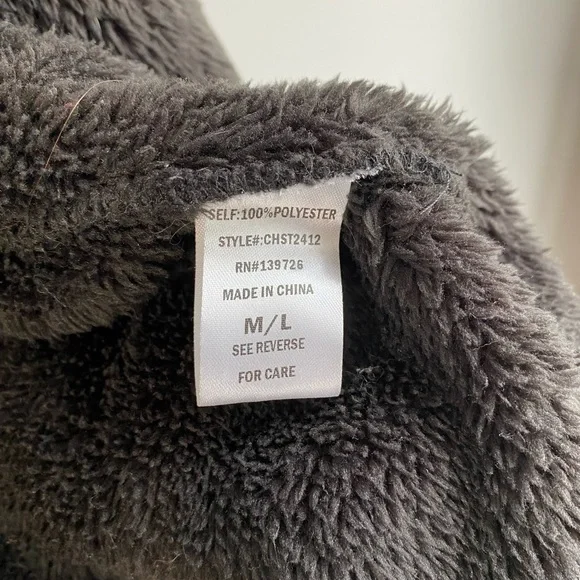 SELF:100%POLYESTER
STYLE#:CHST2412
RN#139726
MADE IN CHINA
M/L
SEE REVERSE
FOR CARE